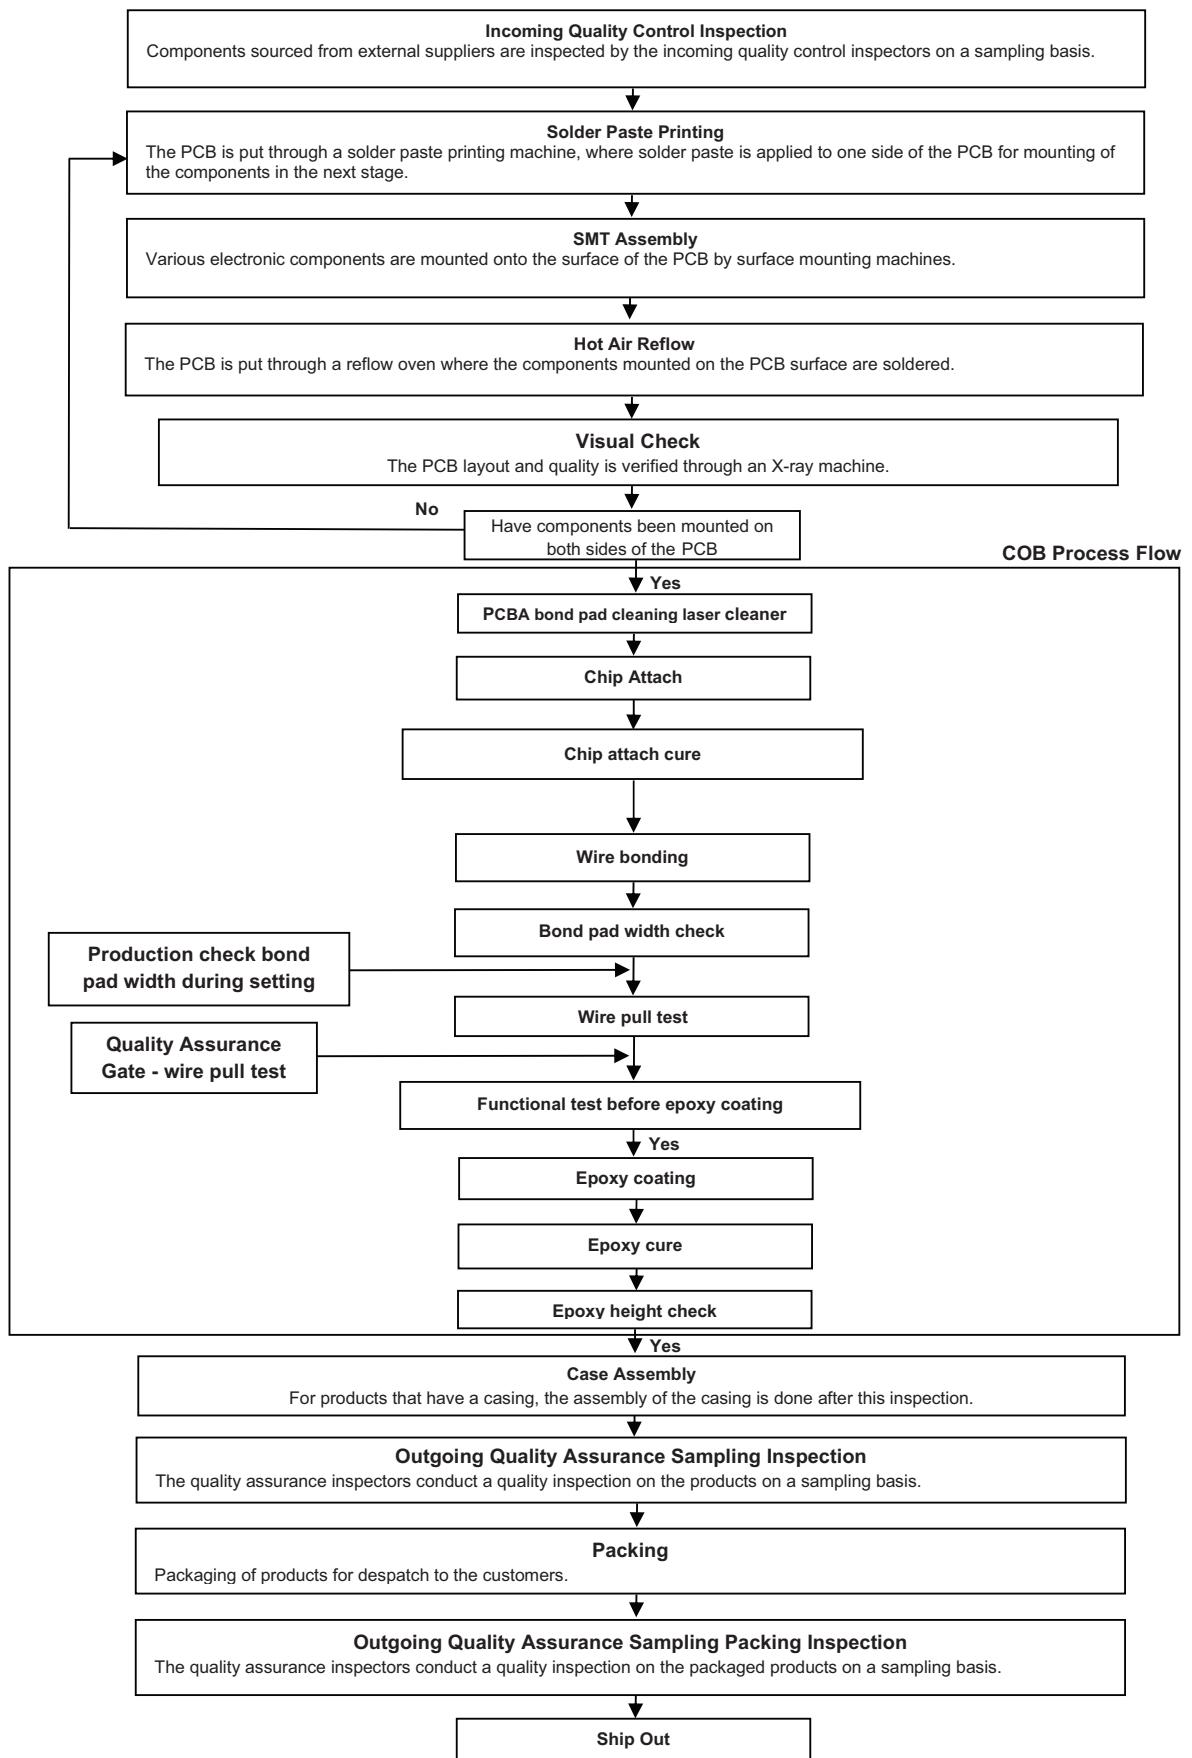 Incoming Quality Control Inspection
Components sourced from external suppliers are inspected by the incoming quality control inspectors on a sampling basis.
Solder Paste Printing
The PCB is put through a solder paste printing machine, where solder paste is applied to one side of the PCB for mounting of
the components in the next stage.
SMT Assembly
Various electronic components are mounted onto the surface of the PCB by surface mounting machines.
Hot Air Reflow
The PCB is put through a reflow oven where the components mounted on the PCB surface are soldered.
Visual Check
The PCB layout and quality is verified through an X-ray machine.
No
Have components been mounted on
both sides of the PCB
COB Process Flow
Yes
PCBA bond pad cleaning laser cleaner
Chip Attach
Chip attach cure
Wire bonding
Bond pad width check
Production check bond
pad width during setting
Wire pull test
Quality Assurance
Gate - wire pull test
Functional test before epoxy coating
Yes
Epoxy coating
Epoxy cure
Epoxy height check
Yes
Case Assembly
For products that have a casing, the assembly of the casing is done after this inspection.
Outgoing Quality Assurance Sampling Inspection
The quality assurance inspectors conduct a quality inspection on the products on a sampling basis.
Packing
Packaging of products for despatch to the customers.
Outgoing Quality Assurance Sampling Packing Inspection
The quality assurance inspectors conduct a quality inspection on the packaged products on a sampling basis.
Ship Out